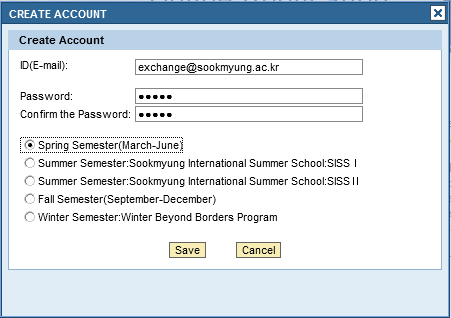 CREATE ACCOUNT
Create Account
ID(E-mail): exchange@sookmyung.ac.kr
Password: •••••
Confirm the Password: •••••
Spring Semester(March-June)
Summer Semester:Sookmyung International Summer School:SISS I
Summer Semester:Sookmyung International Summer School:SISS II
Fall Semester(September-December)
Winter Semester:Winter Beyond Borders Program
Save Cancel